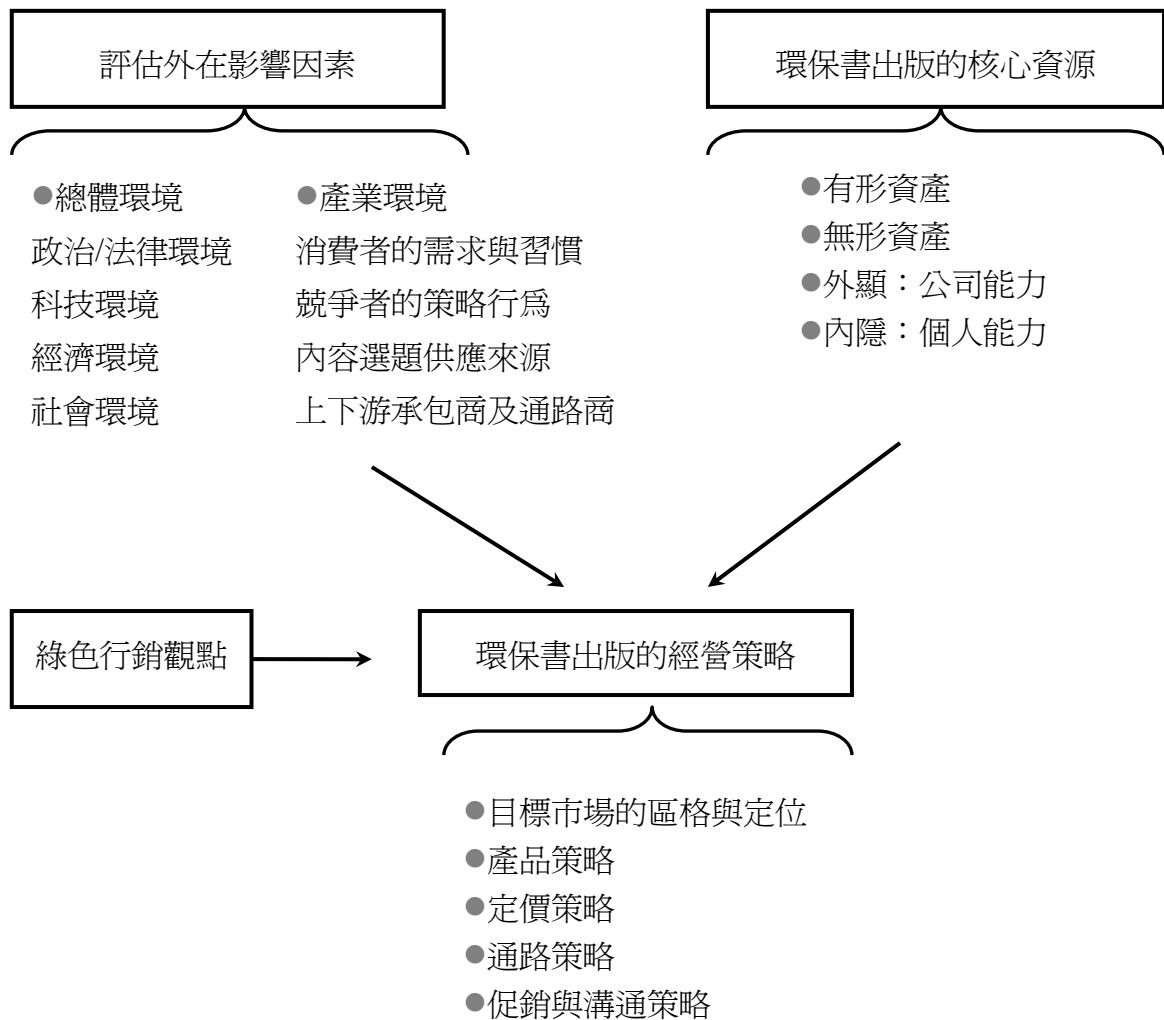 評估外在影響因素
環保書出版的核心資源
●總體環境
政治/法律環境
科技環境
經濟環境
社會環境
●產業環境
消費者的需求與習慣
兢爭者的策略行為
內容選題供應來源
上下游承包商及通路商
●有形資產
●無形資產
●外顯：公司能力
●內隱：個人能力
綠色行銷觀點
環保書出版的經營策略
●目標市場的區格與定位
●產品策略
●定價策略
●通路策略
●促銷與溝通策略